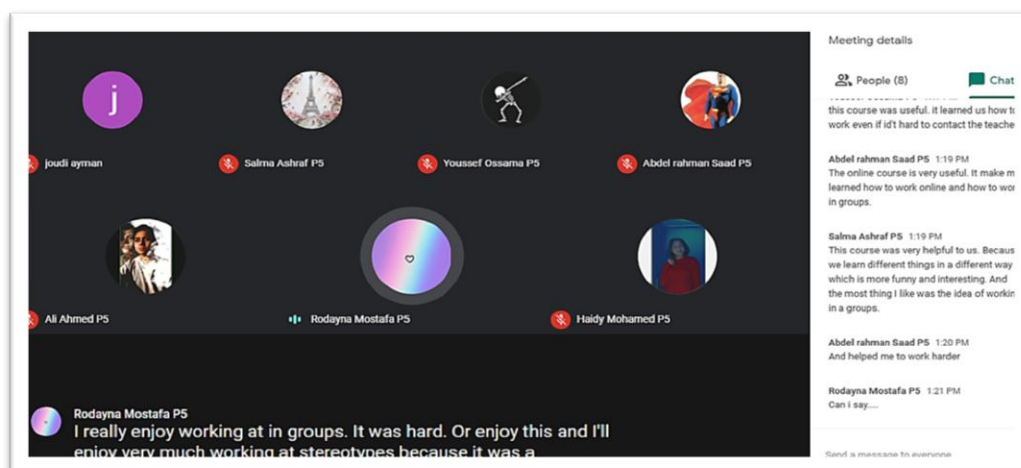 Meeting details
People (8)
Chat
j
joudi ayman
Salma Ashraf P5
Youssef Ossama P5
Abdel rahman Saad P5
Ali Ahmed P5
Rodayna Mostafa P5
Haidy Mohamed P5
Rodayna Mostafa P5
I really enjoy working at in groups. It was hard. Or enjoy this and I'll
enjoy very much working at stereotypes because it was a
this course was useful. it learned us how to
work even if id't hard to contact the teache
Abdel rahman Saad P5 1:19 PM
The online course is very useful. It make m
learned how to work online and how to wor
in groups.
Salma Ashraf P5 1:19 PM
This course was very helpful to us. Becaus
we learn different things in a different way
which is more funny and interesting. And
the most thing I like was the idea of workin
in a groups.
Abdel rahman Saad P5 1:20 PM
And helped me to work harder
Rodayna Mostafa P5 1:21 PM
Can i say.....
Send a message to everyone